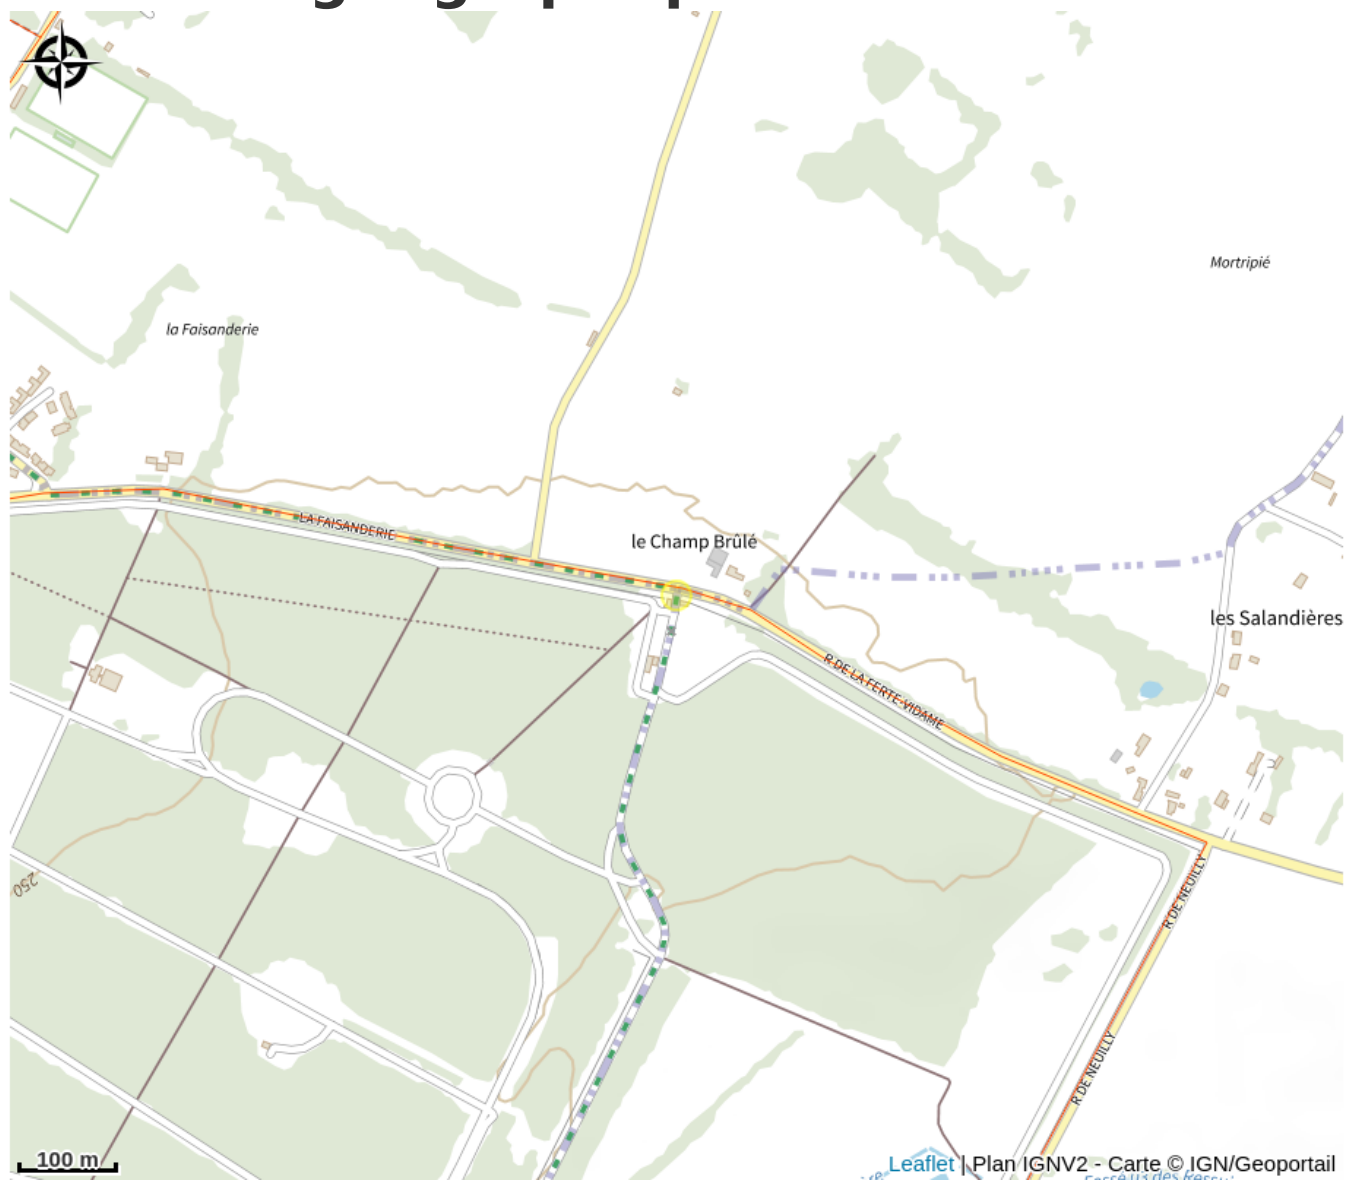 Mortripié
la Faisanderie
LA FAISANDERIE
le Champ Brûlé
les Salandières
R DE LA FERTE-VIDAME
R DE NEUILLY
250
R DE NEUILLY
100 m
Leaflet | Plan IGNV2 - Carte © IGN/Geoportail